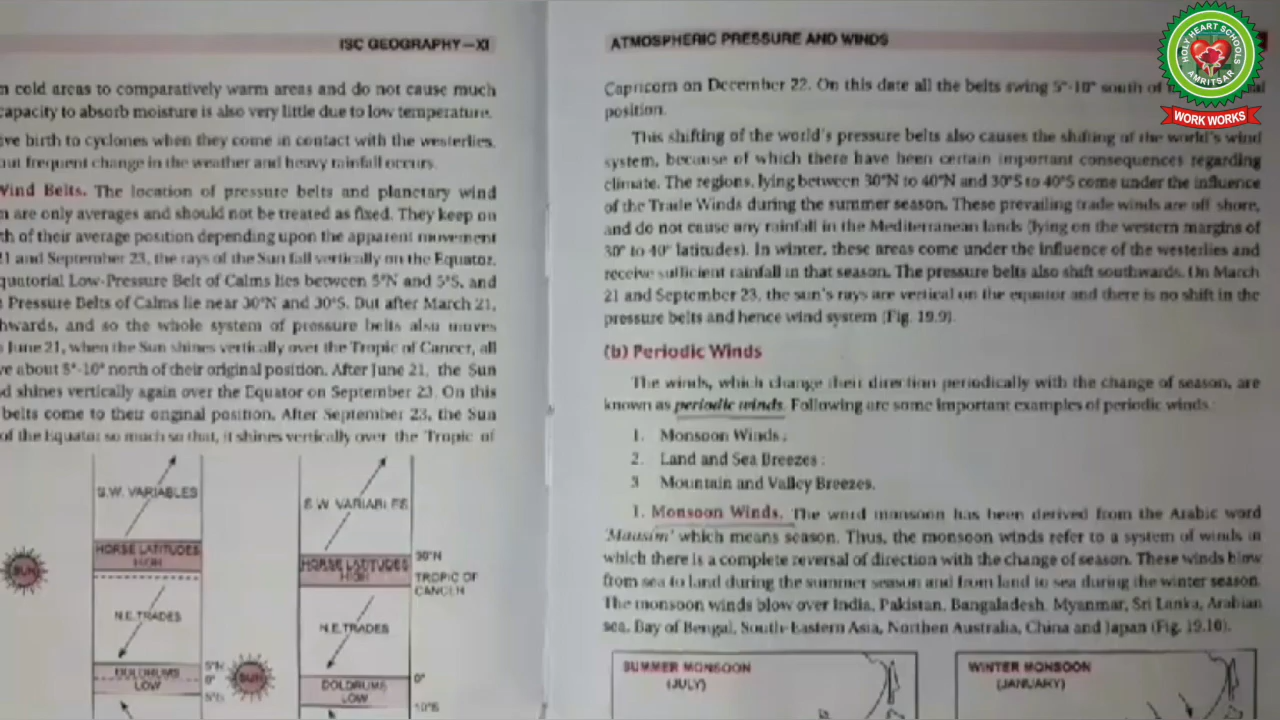 ISC GEOGRAPHY—XI
n cold areas to comparatively warm areas and do not cause much
capacity to absorb moisture is also very little due to low temperature.
ve birth to cyclones when they come in contact with the westerlies,
but frequent change in the weather and heavy rainfall occurs.
Wind Belts. The location of pressure belts and planetary wind
n are only averages and should not be treated as fixed. They keep on
th of their average position depending upon the apparent movement
21 and September 23, the rays of the Sun fall vertically on the Equator.
quatorial Low-Pressure Belt of Calms lies between 5°N and 5°S, and
Pressure Belts of Calms lie near 30°N and 30°S. But after March 21,
hwards, and so the whole system of pressure belts also moves
June 21, when the Sun shines vertically over the Tropic of Cancer, all
ve about 5°-10° north of their original position. After June 21, the Sun
d shines vertically again over the Equator on September 23. On this
belts come to their original position. After September 23, the Sun
of the Equator so much so that, it shines vertically over the Tropic of
S.W. VARIABLES
HORSE LATITUDES
HIGH
SUN
N.E. TRADES
DOLDRUMS
LOW
5°N
0°
5°S
SUN
S.W. VARIABLES
HORSE LATITUDES
HIGH
30°N
TROPIC OF
CANCER
N.E. TRADES
DOLDRUMS
LOW
0°
10°S
ATMOSPHERIC PRESSURE AND WINDS
Capricorn on December 22. On this date all the belts swing 5°-10° south of
position.
This shifting of the world's pressure belts also causes the shifting of the world's wind
system, because of which there have been certain important consequences regarding
climate. The regions, lying between 30°N to 40°N and 30°S to 40°S come under the influence
of the Trade Winds during the summer season. These prevailing trade winds are off shore,
and do not cause any rainfall in the Mediterranean lands (lying on the western margins of
30° to 40° latitudes). In winter, these areas come under the influence of the westerlies and
receive sufficient rainfall in that season. The pressure belts also shift southwards. On March
21 and September 23, the sun's rays are vertical on the equator and there is no shift in the
pressure belts and hence wind system (Fig. 19.9).
(b) Periodic Winds
The winds, which change their direction periodically with the change of season, are
known as periodic winds. Following are some important examples of periodic winds
1. Monsoon Winds ;
2. Land and Sea Breezes ;
3 Mountain and Valley Breezes.
1. Monsoon Winds. The word monsoon has been derived from the Arabic word
'Mausim' which means season. Thus, the monsoon winds refer to a system of winds in
which there is a complete reversal of direction with the change of season. These winds blow
from sea to land during the summer season and from land to sea during the winter season.
The monsoon winds blow over India, Pakistan, Bangaladesh, Myanmar, Sri Lanka, Arabian
sea, Bay of Bengal, South-Eastern Asia, Northen Australia, China and Japan (Fig. 19.10).
SUMMER MONSOON
(JULY)
WINTER MONSOON
(JANUARY)
HOLY HEART SCHOOLS
AMRITSAR
WORK WORKS